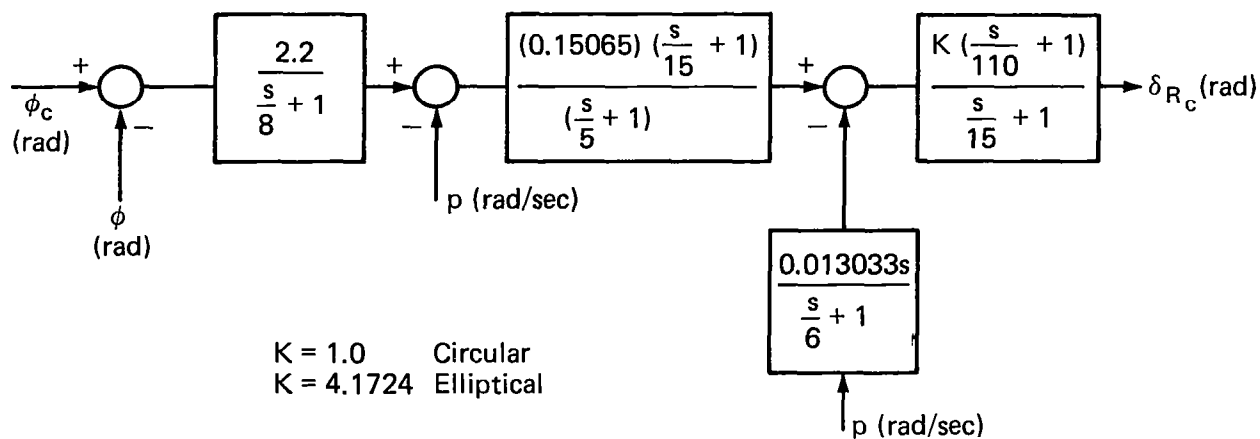 +
ϕc
(rad)
−
ϕ
(rad)
2.2
s
8 + 1
+
−
p (rad/sec)
(0.15065) (s/15 + 1)
(s/5 + 1)
+
−
0.013033s
s
6 + 1
p (rad/sec)
K (s/110 + 1)
s
15 + 1
δRc (rad)
K = 1.0 Circular
K = 4.1724 Elliptical